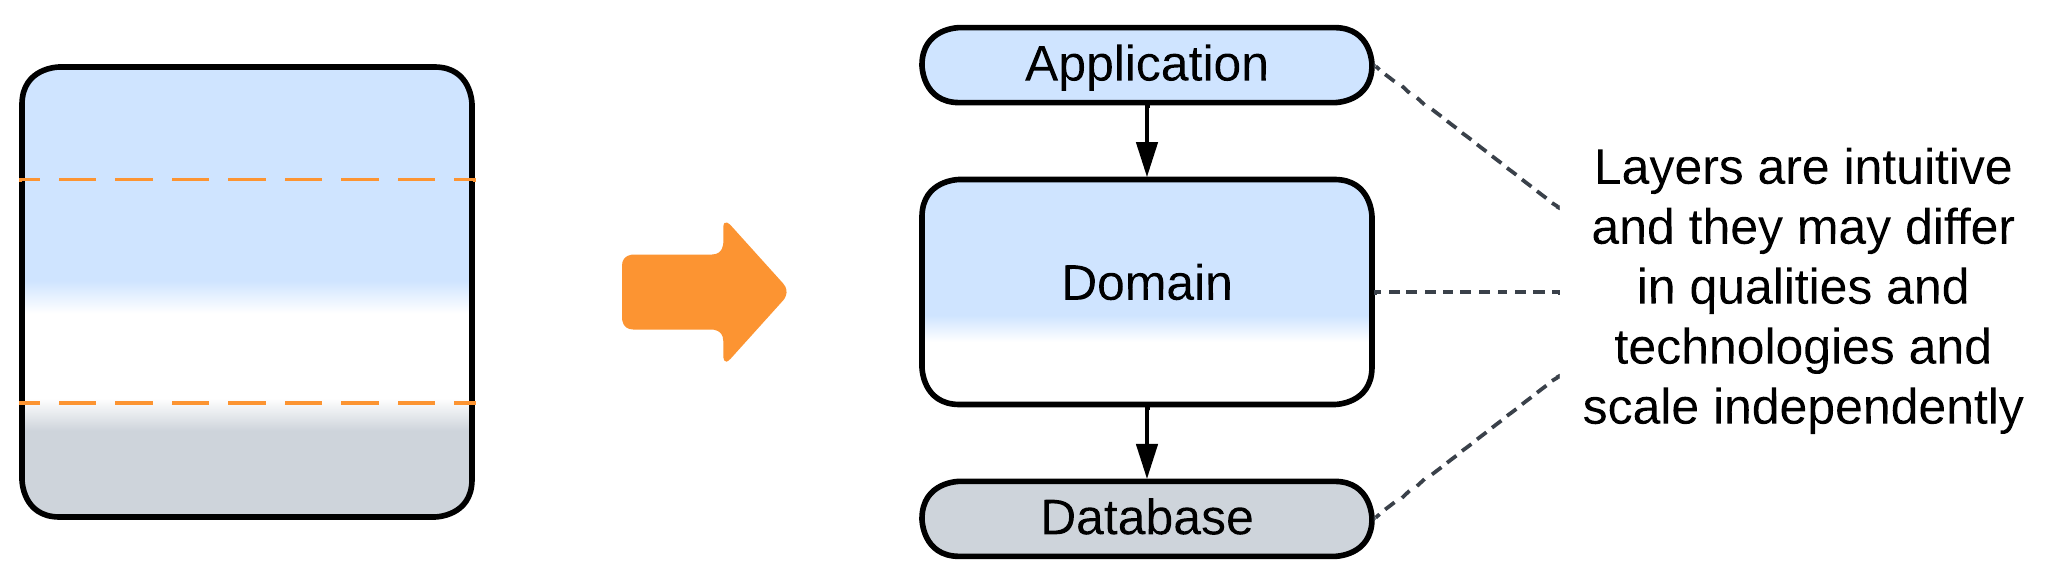 Application
Domain
Database
Layers are intuitive
and they may differ
in qualities and
technologies and
scale independently